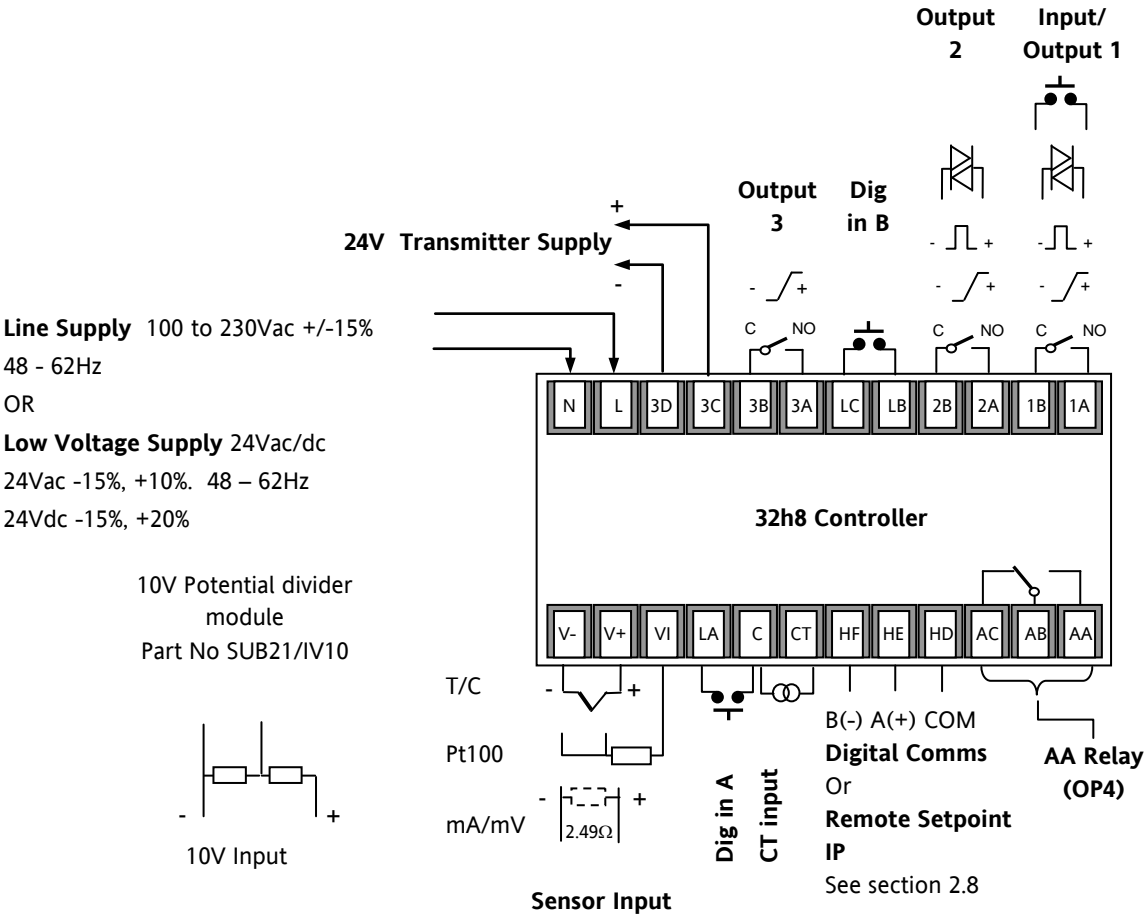 Output
2
Input/
Output 1
Output
3
Dig
in B
+
24V Transmitter Supply
-
- +
- +
- +
- +
- +
C NO
C NO
C NO
Line Supply 100 to 230Vac +/-15%
48 - 62Hz
OR
Low Voltage Supply 24Vac/dc
24Vac -15%, +10%. 48 – 62Hz
24Vdc -15%, +20%
N L 3D 3C 3B 3A LC LB 2B 2A 1B 1A
32h8 Controller
V- V+ VI LA C CT HF HE HD AC AB AA
10V Potential divider
module
Part No SUB21/IV10
- +
10V Input
T/C - +
Pt100
mA/mV - +
2.49Ω
Sensor Input
Dig in A
CT input
B(-) A(+) COM
Digital Comms
Or
Remote Setpoint
IP
See section 2.8
AA Relay
(OP4)